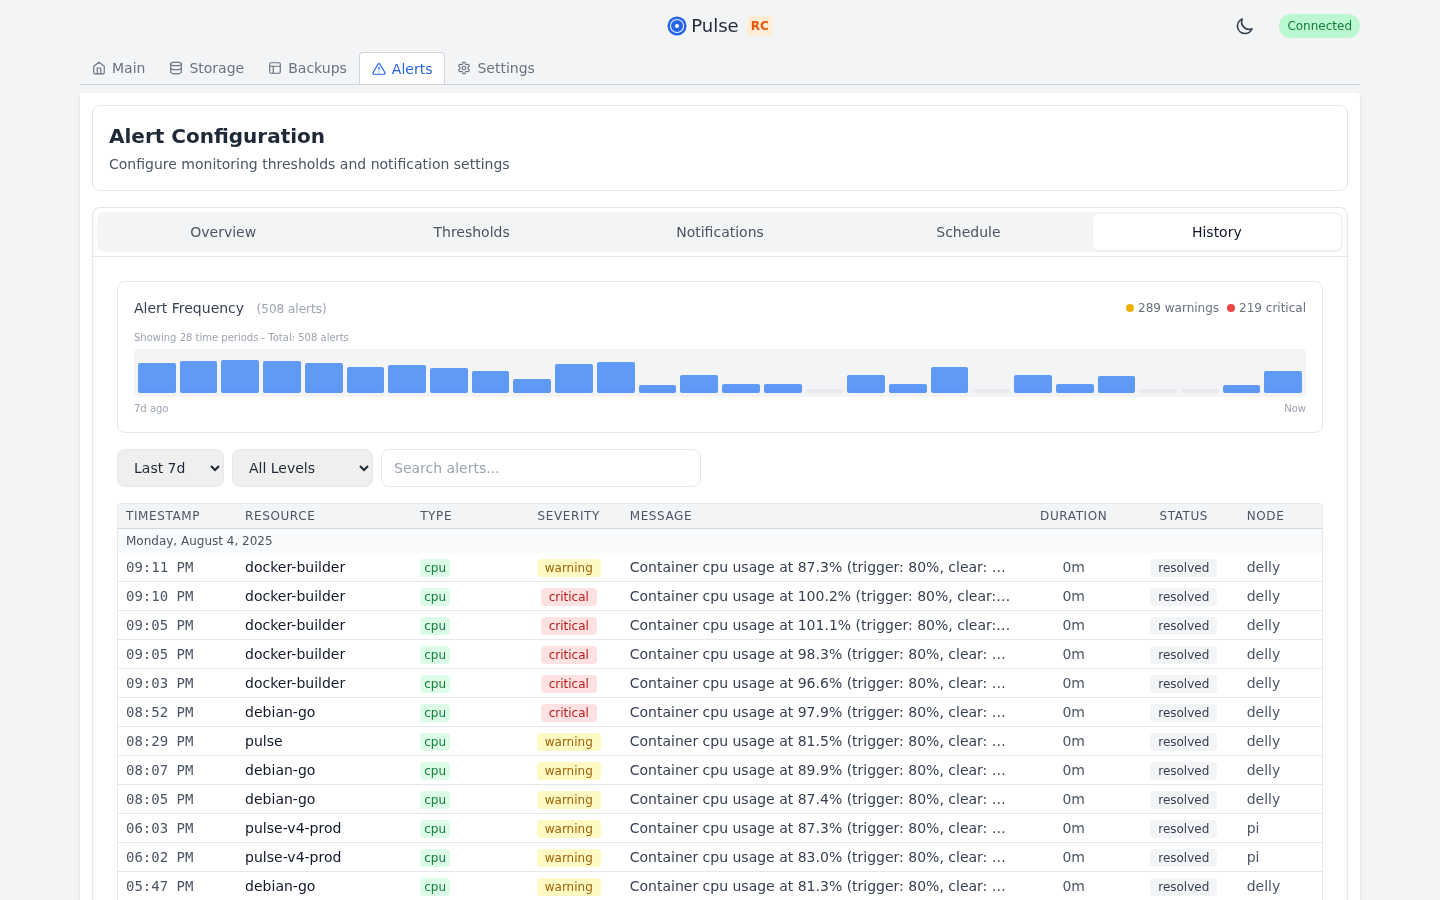 Pulse RC
Connected
Main Storage Backups Alerts Settings
Alert Configuration
Configure monitoring thresholds and notification settings
Overview Thresholds Notifications Schedule History
Alert Frequency (508 alerts) 289 warnings 219 critical
Showing 28 time periods - Total: 508 alerts
7d ago Now
Last 7d All Levels Search alerts...
TIMESTAMP RESOURCE TYPE SEVERITY MESSAGE DURATION STATUS NODE
Monday, August 4, 2025
09:11 PM docker-builder cpu warning Container cpu usage at 87.3% (trigger: 80%, clear: … 0m resolved delly
09:10 PM docker-builder cpu critical Container cpu usage at 100.2% (trigger: 80%, clear:… 0m resolved delly
09:05 PM docker-builder cpu critical Container cpu usage at 101.1% (trigger: 80%, clear:… 0m resolved delly
09:05 PM docker-builder cpu critical Container cpu usage at 98.3% (trigger: 80%, clear: … 0m resolved delly
09:03 PM docker-builder cpu critical Container cpu usage at 96.6% (trigger: 80%, clear: … 0m resolved delly
08:52 PM debian-go cpu critical Container cpu usage at 97.9% (trigger: 80%, clear: … 0m resolved delly
08:29 PM pulse cpu warning Container cpu usage at 81.5% (trigger: 80%, clear: … 0m resolved delly
08:07 PM debian-go cpu warning Container cpu usage at 89.9% (trigger: 80%, clear: … 0m resolved delly
08:05 PM debian-go cpu warning Container cpu usage at 87.4% (trigger: 80%, clear: … 0m resolved delly
06:03 PM pulse-v4-prod cpu warning Container cpu usage at 87.3% (trigger: 80%, clear: … 0m resolved pi
06:02 PM pulse-v4-prod cpu warning Container cpu usage at 83.0% (trigger: 80%, clear: … 0m resolved pi
05:47 PM debian-go cpu warning Container cpu usage at 81.3% (trigger: 80%, clear: … 0m resolved delly